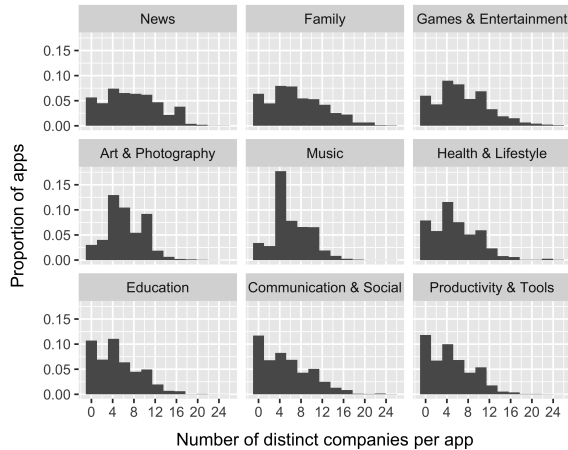 News Family Games & Entertainment
0.15
0.10
0.05
0.00
Art & Photography Music Health & Lifestyle
0.15
0.10
0.05
0.00
Education Communication & Social Productivity & Tools
0.15
0.10
0.05
0.00
0 4 8 12 16 20 24 0 4 8 12 16 20 24 0 4 8 12 16 20 24
Proportion of apps
Number of distinct companies per app